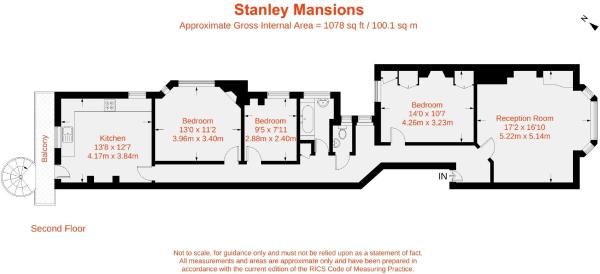 Stanley Mansions
Approximate Gross Internal Area = 1078 sq ft / 100.1 sq m
N
Balcony
Kitchen
13'8 x 12'7
4.17m x 3.84m
Bedroom
13'0 x 11'2
3.96m x 3.40m
Bedroom
9'5 x 7'11
2.88m x 2.40m
Bedroom
14'0 x 10'7
4.26m x 3.23m
Reception Room
17'2 x 16'10
5.22m x 5.14m
IN
Second Floor
Not to scale, for guidance only and must not be relied upon as a statement of fact.
All measurements and areas are approximate only and have been prepared in
accordance with the current edition of the RICS Code of Measuring Practice.